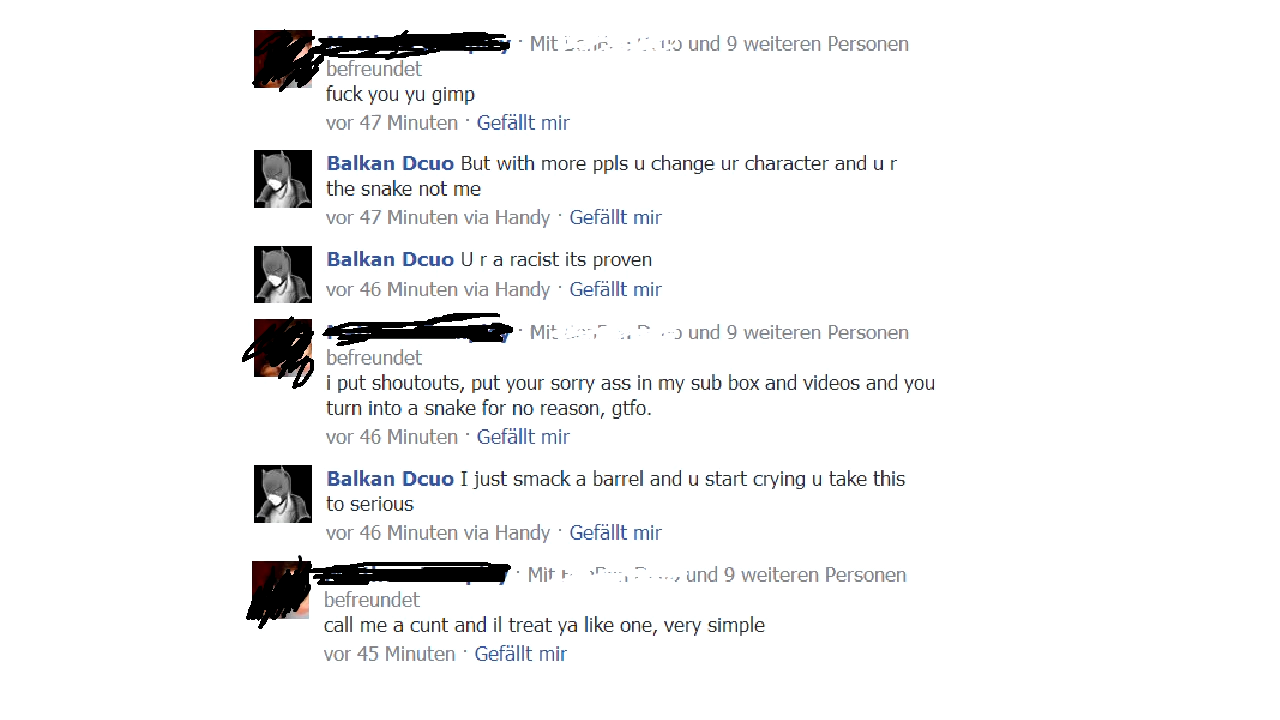 · Mit und 9 weiteren Personen
befreundet
fuck you yu gimp
vor 47 Minuten · Gefällt mir
Balkan Dcuo But with more ppls u change ur character and u r
the snake not me
vor 47 Minuten via Handy · Gefällt mir
Balkan Dcuo U r a racist its proven
vor 46 Minuten via Handy · Gefällt mir
· Mit und 9 weiteren Personen
befreundet
i put shoutouts, put your sorry ass in my sub box and videos and you
turn into a snake for no reason, gtfo.
vor 46 Minuten · Gefällt mir
Balkan Dcuo I just smack a barrel and u start crying u take this
to serious
vor 46 Minuten via Handy · Gefällt mir
· Mit und 9 weiteren Personen
befreundet
call me a cunt and il treat ya like one, very simple
vor 45 Minuten · Gefällt mir